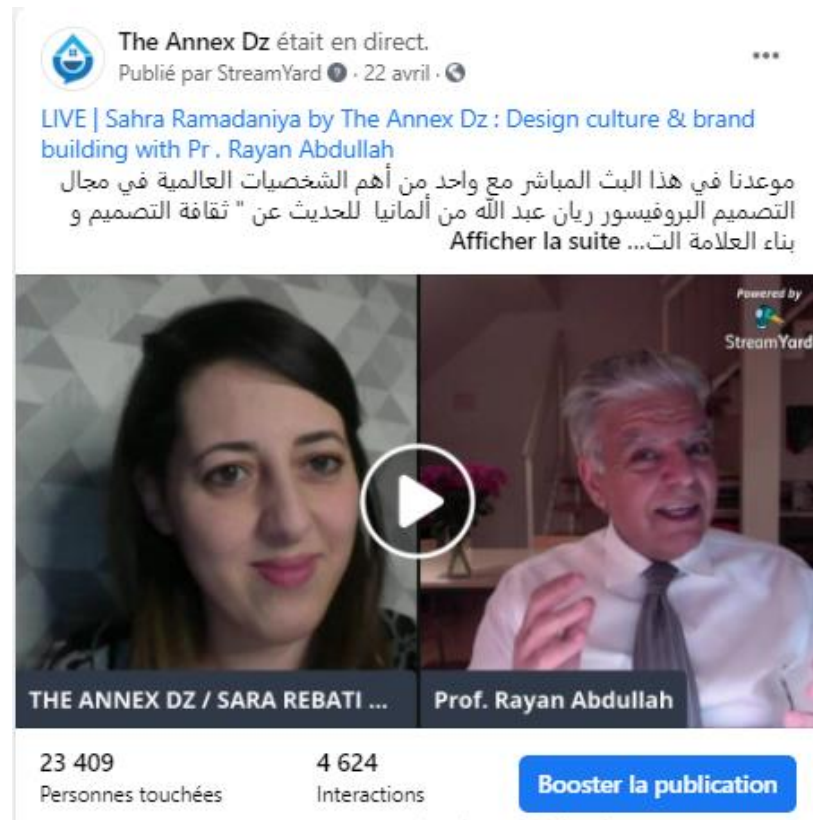 The Annex Dz était en direct.
Publié par StreamYard · 22 avril ·
LIVE | Sahra Ramadaniya by The Annex Dz : Design culture & brand
building with Pr . Rayan Abdullah
موعدنا في هذا البث المباشر مع واحد من أهم الشخصيات العالمية في مجال
التصميم البروفيسور ريان عبد الله من ألمانيا للحديث عن " ثقافة التصميم و
بناء العلامة الت... Afficher la suite
Powered by
StreamYard
THE ANNEX DZ / SARA REBATI ...
Prof. Rayan Abdullah
23 409
Personnes touchées
4 624
Interactions
Booster la publication